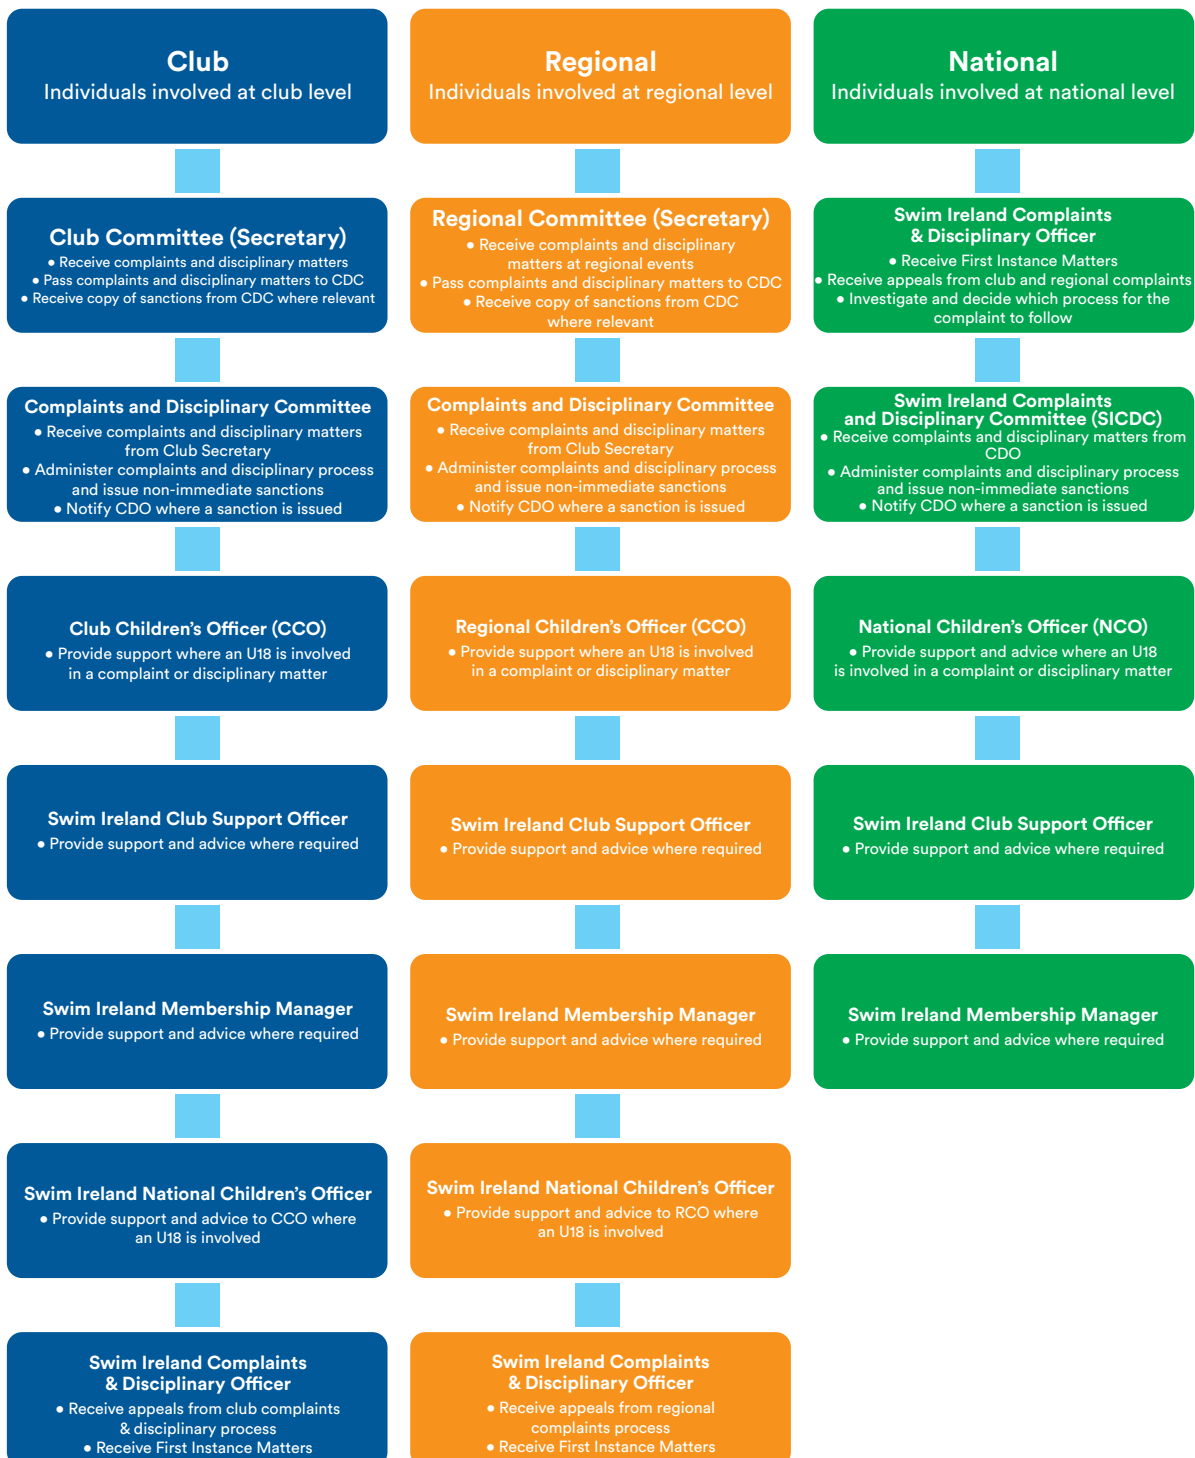 Club
Individuals involved at club level
Club Committee (Secretary)
● Receive complaints and disciplinary matters
● Pass complaints and disciplinary matters to CDC
● Receive copy of sanctions from CDC where relevant
Complaints and Disciplinary Committee
● Receive complaints and disciplinary matters
from Club Secretary
● Administer complaints and disciplinary process
and issue non-immediate sanctions
● Notify CDO where a sanction is issued
Club Children's Officer (CCO)
● Provide support where an U18 is involved
in a complaint or disciplinary matter
Swim Ireland Club Support Officer
● Provide support and advice where required
Swim Ireland Membership Manager
● Provide support and advice where required
Swim Ireland National Children's Officer
● Provide support and advice to CCO where
an U18 is involved
Swim Ireland Complaints
& Disciplinary Officer
● Receive appeals from club complaints
& disciplinary process
● Receive First Instance Matters
Regional
Individuals involved at regional level
Regional Committee (Secretary)
● Receive complaints and disciplinary
matters at regional events
● Pass complaints and disciplinary matters to CDC
● Receive copy of sanctions from CDC
where relevant
Complaints and Disciplinary Committee
● Receive complaints and disciplinary matters
from Club Secretary
● Administer complaints and disciplinary process
and issue non-immediate sanctions
● Notify CDO where a sanction is issued
Regional Children's Officer (CCO)
● Provide support where an U18 is involved
in a complaint or disciplinary matter
Swim Ireland Club Support Officer
● Provide support and advice where required
Swim Ireland Membership Manager
● Provide support and advice where required
Swim Ireland National Children's Officer
● Provide support and advice to RCO where
an U18 is involved
Swim Ireland Complaints
& Disciplinary Officer
● Receive appeals from regional
complaints process
● Receive First Instance Matters
National
Individuals involved at national level
Swim Ireland Complaints
& Disciplinary Officer
● Receive First Instance Matters
● Receive appeals from club and regional complaints
● Investigate and decide which process for the
complaint to follow
Swim Ireland Complaints
and Disciplinary Committee (SICDC)
● Receive complaints and disciplinary matters from
CDO
● Administer complaints and disciplinary process
and issue non-immediate sanctions
● Notify CDO where a sanction is issued
National Children's Officer (NCO)
● Provide support and advice where an U18
is involved in a complaint or disciplinary matter
Swim Ireland Club Support Officer
● Provide support and advice where required
Swim Ireland Membership Manager
● Provide support and advice where required